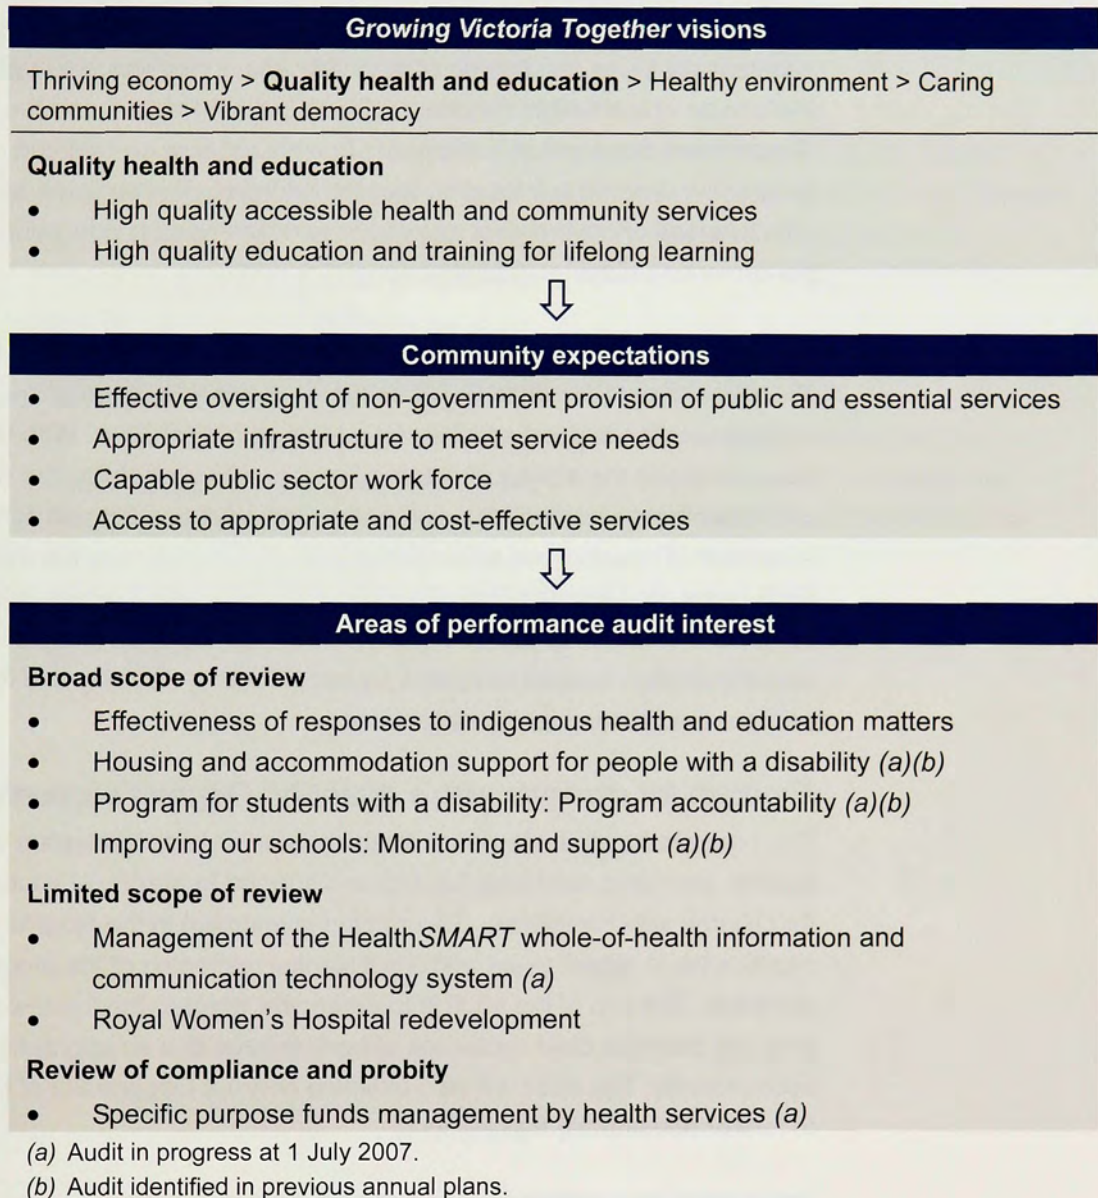 Growing Victoria Together visions
Thriving economy > Quality health and education > Healthy environment > Caring
communities > Vibrant democracy
Quality health and education
• High quality accessible health and community services
• High quality education and training for lifelong learning
Community expectations
• Effective oversight of non-government provision of public and essential services
• Appropriate infrastructure to meet service needs
• Capable public sector work force
• Access to appropriate and cost-effective services
Areas of performance audit interest
Broad scope of review
• Effectiveness of responses to indigenous health and education matters
• Housing and accommodation support for people with a disability (a)(b)
• Program for students with a disability: Program accountability (a)(b)
• Improving our schools: Monitoring and support (a)(b)
Limited scope of review
• Management of the HealthSMART whole-of-health information and
communication technology system (a)
• Royal Women's Hospital redevelopment
Review of compliance and probity
• Specific purpose funds management by health services (a)
(a) Audit in progress at 1 July 2007.
(b) Audit identified in previous annual plans.